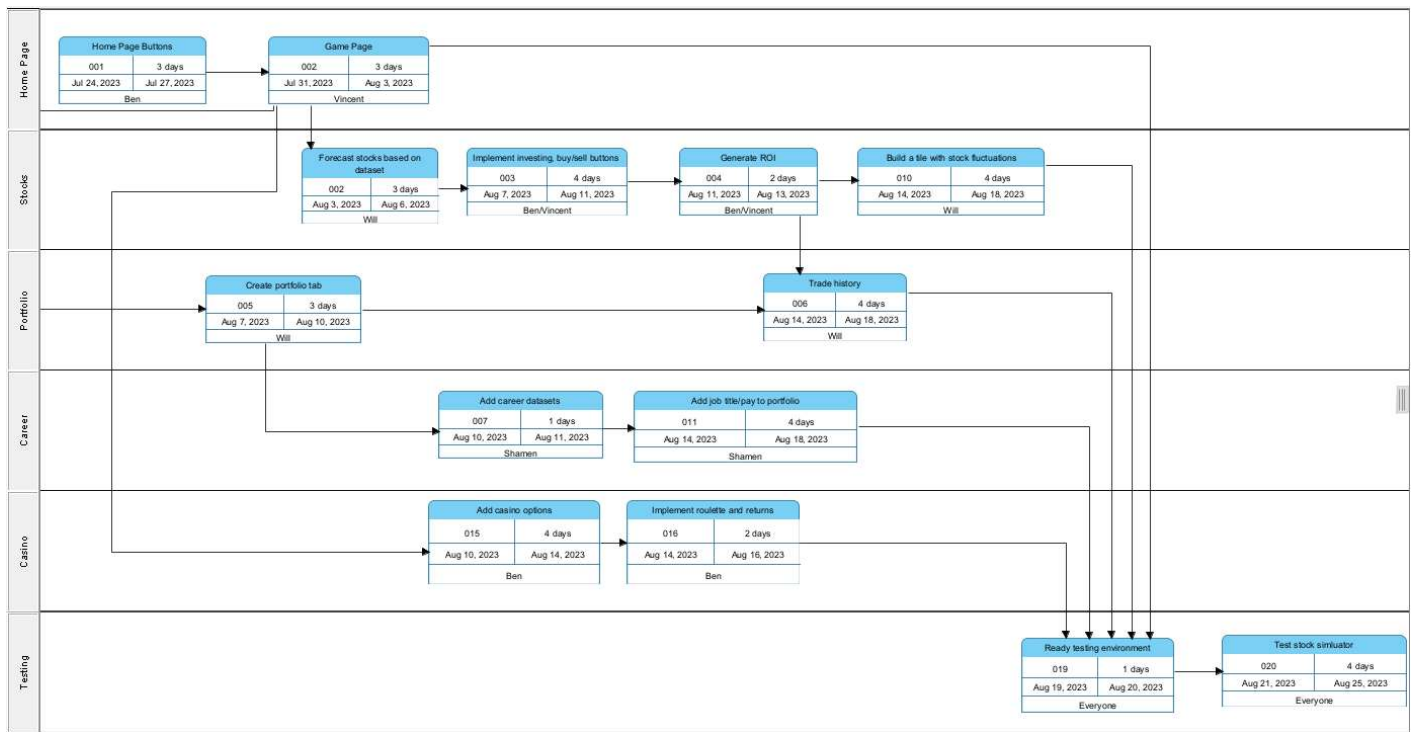 Home Page
Home Page Buttons
001 3 days
Jul 24, 2023 Jul 27, 2023
Ben
Game Page
002 3 days
Jul 31, 2023 Aug 3, 2023
Vincent
Stocks
Forecast stocks based on
dataset
002 3 days
Aug 3, 2023 Aug 6, 2023
Will
Implement investing, buy/sell buttons
003 4 days
Aug 7, 2023 Aug 11, 2023
Ben/Vincent
Generate ROI
004 2 days
Aug 11, 2023 Aug 13, 2023
Ben/Vincent
Build a tile with stock fluctuations
010 4 days
Aug 14, 2023 Aug 18, 2023
Will
Portfolio
Create portfolio tab
005 3 days
Aug 7, 2023 Aug 10, 2023
Will
Trade history
006 4 days
Aug 14, 2023 Aug 18, 2023
Will
Career
Add career datasets
007 1 days
Aug 10, 2023 Aug 11, 2023
Shamen
Add job title/pay to portfolio
011 4 days
Aug 14, 2023 Aug 18, 2023
Shamen
Casino
Add casino options
015 4 days
Aug 10, 2023 Aug 14, 2023
Ben
Implement roulette and returns
016 2 days
Aug 14, 2023 Aug 16, 2023
Ben
Testing
Ready testing environment
019 1 days
Aug 19, 2023 Aug 20, 2023
Everyone
Test stock simluator
020 4 days
Aug 21, 2023 Aug 25, 2023
Everyone